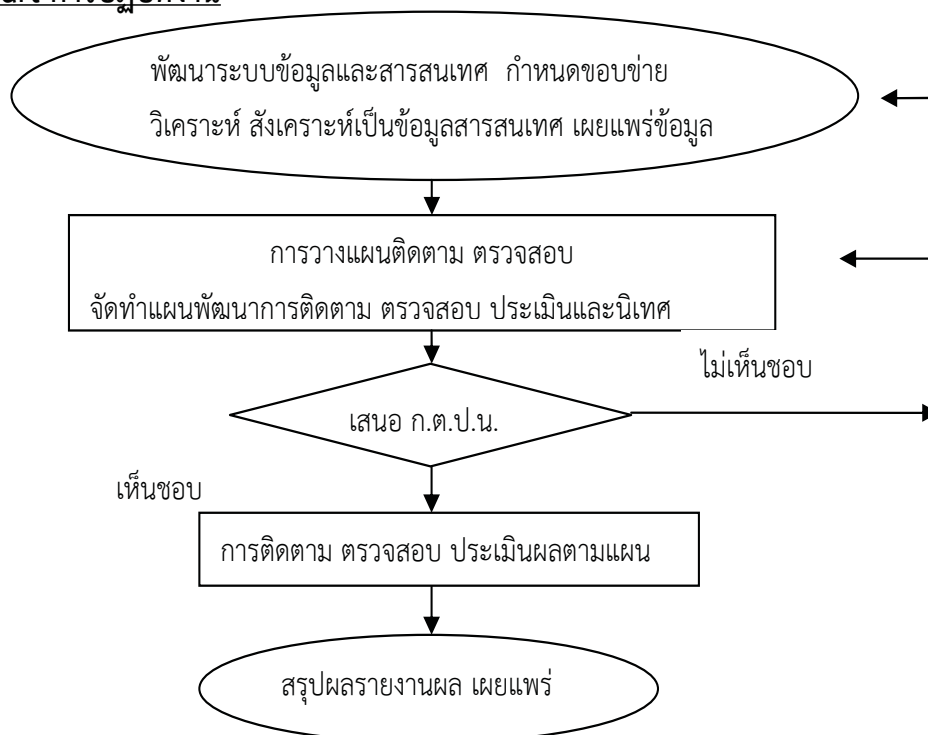 พัฒนาระบบข้อมูลและสารสนเทศ กำหนดขอบข่าย
วิเคราะห์ สังเคราะห์เป็นข้อมูลสารสนเทศ เผยแพร่ข้อมูล
การวางแผนติดตาม ตรวจสอบ
จัดทำแผนพัฒนาการติดตาม ตรวจสอบ ประเมินและนิเทศ
ไม่เห็นชอบ
เสนอ ก.ต.ป.น.
เห็นชอบ
การติดตาม ตรวจสอบ ประเมินผลตามแผน
สรุปผลรายงานผล เผยแพร่